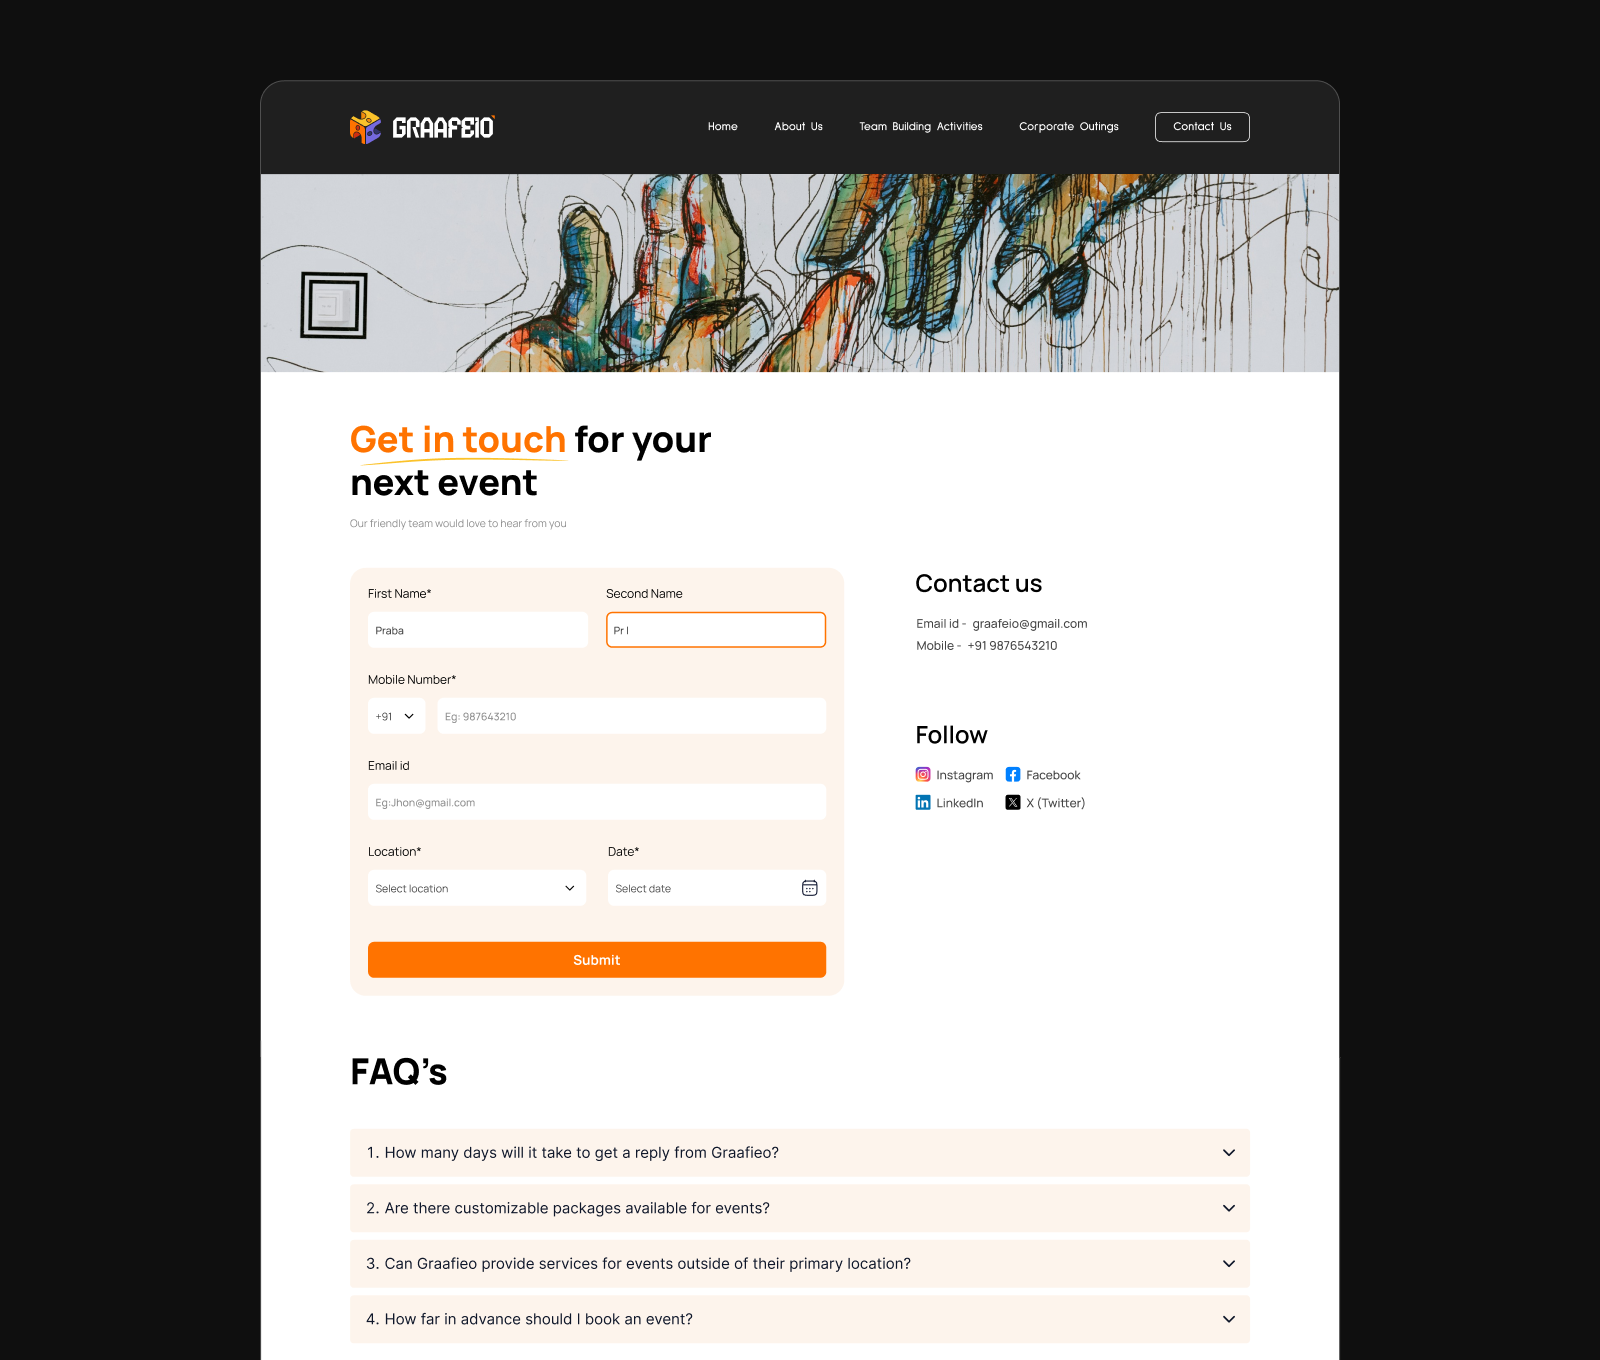 GRAAFEIO
Home About Us Team Building Activities Corporate Outings Contact Us
Get in touch for your
next event
Our friendly team would love to hear from you
First Name* Second Name
Praba Pr |
Mobile Number*
+91 Eg: 987643210
Email id
Eg:Jhon@gmail.com
Location* Date*
Select location Select date
Submit
Contact us
Email id - graafeio@gmail.com
Mobile - +91 9876543210
Follow
Instagram Facebook
LinkedIn X (Twitter)
FAQ’s
1. How many days will it take to get a reply from Graafieo?
2. Are there customizable packages available for events?
3. Can Graafieo provide services for events outside of their primary location?
4. How far in advance should I book an event?